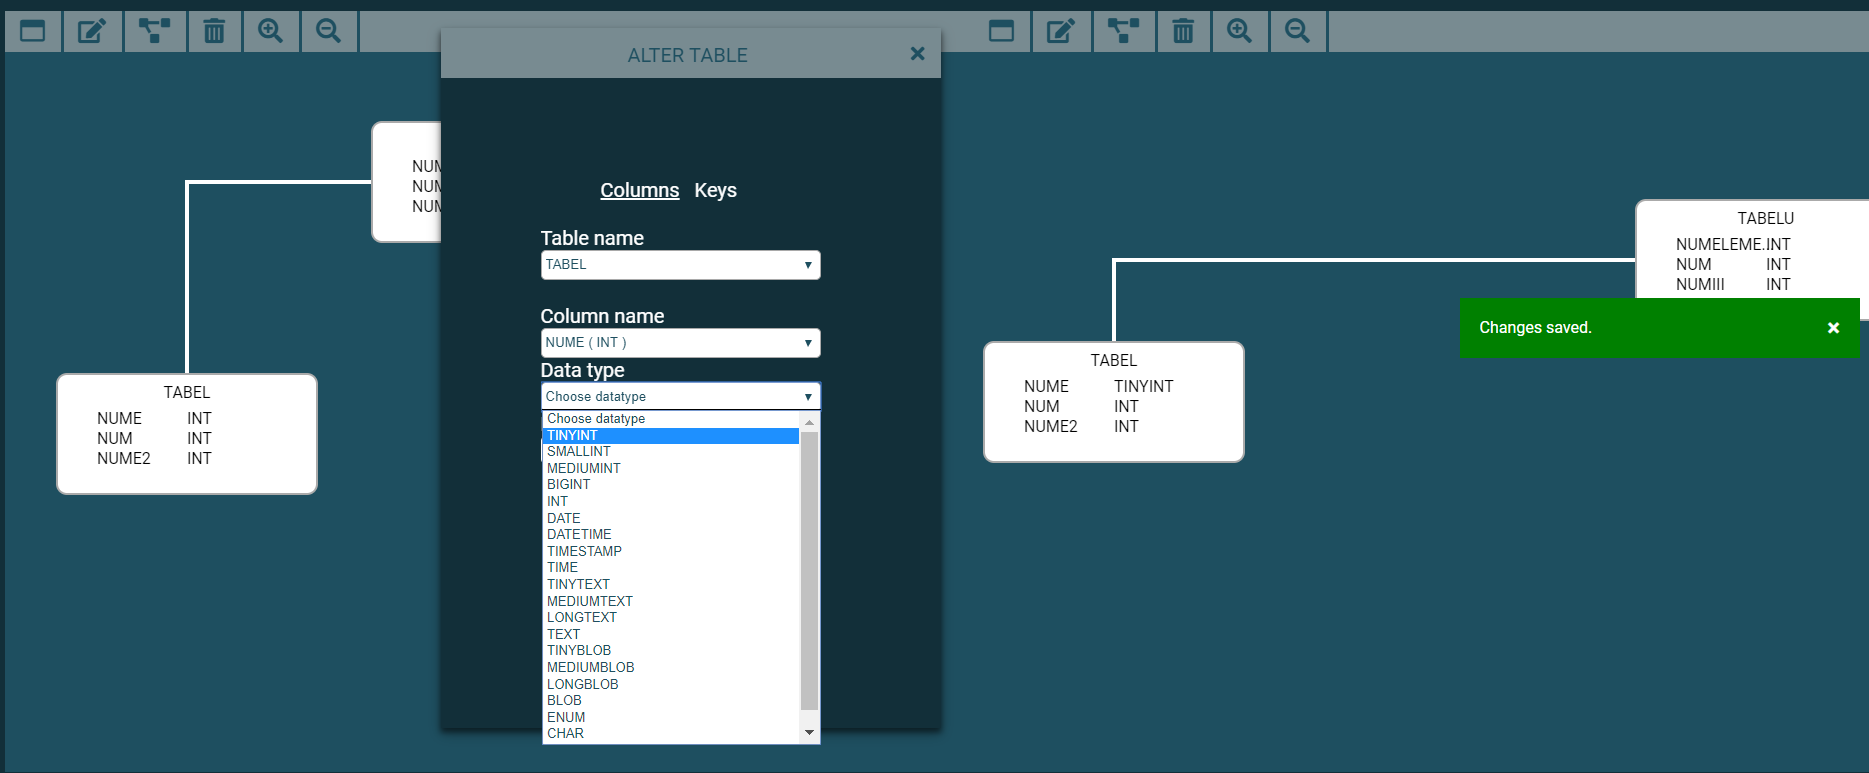 ALTER TABLE
Columns Keys
Table name
TABEL
Column name
NUME ( INT )
Data type
Choose datatype
Choose datatype
TINYINT
SMALLINT
MEDIUMINT
BIGINT
INT
DATE
DATETIME
TIMESTAMP
TIME
TINYTEXT
MEDIUMTEXT
LONGTEXT
TEXT
TINYBLOB
MEDIUMBLOB
LONGBLOB
BLOB
ENUM
CHAR
TABEL
NUME INT
NUM INT
NUME2 INT
TABELU
NUMELEME. INT
NUM INT
NUMIII INT
Changes saved.
TABEL
NUME TINYINT
NUM INT
NUME2 INT